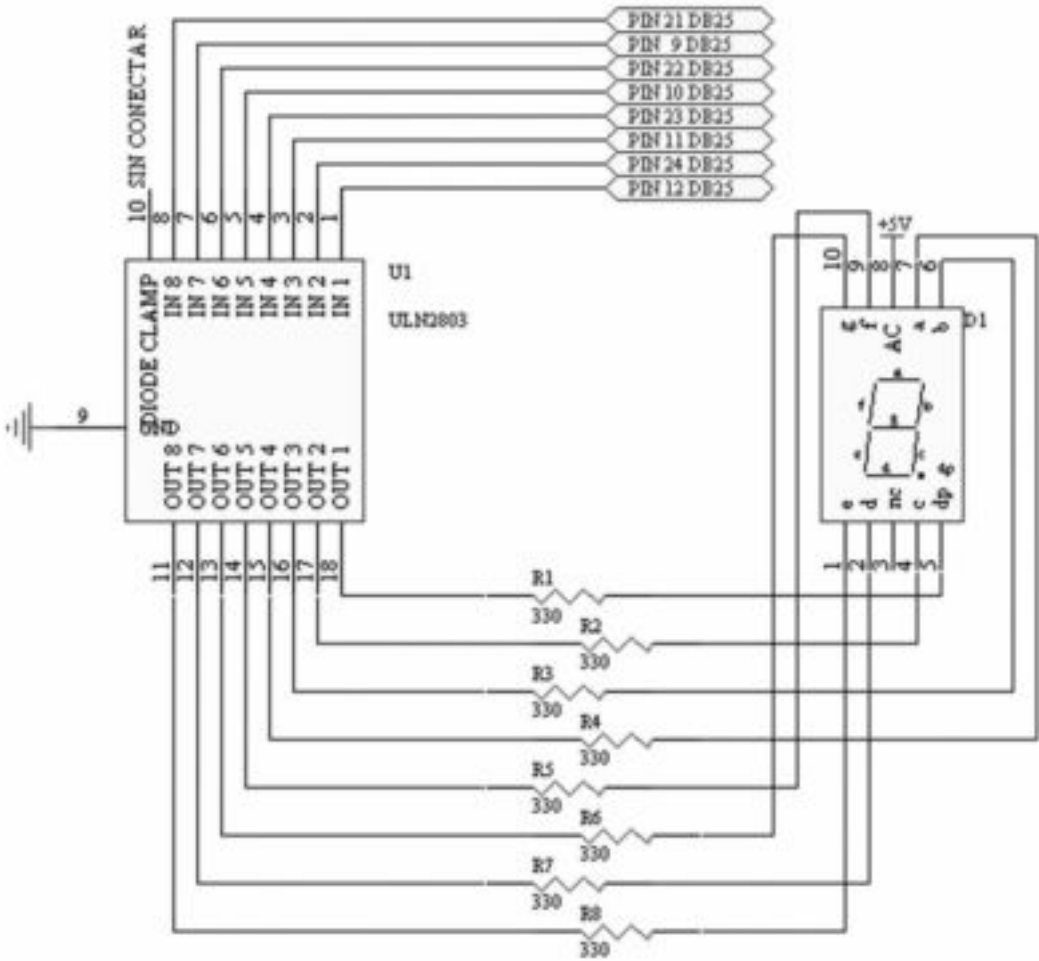 PIN 21 DB25
PIN 9 DB25
PIN 22 DB25
PIN 10 DB25
PIN 23 DB25
PIN 11 DB25
PIN 24 DB25
PIN 12 DB25
10 SIN CONECTAR
8
7
6
5
4
3
2
1
DIODE CLAMP
IN 8
IN 7
IN 6
IN 5
IN 4
IN 3
IN 2
IN 1
U1
ULN2803
9
GND
OUT 8
OUT 7
OUT 6
OUT 5
OUT 4
OUT 3
OUT 2
OUT 1
11
12
13
14
15
16
17
18
+5V
10
9
8
7
6
g
f
AC
a
b
D1
a
f
b
g
e
c
d
dp
e
d
nc
c
dp
1
2
3
4
5
R1
330
R2
330
R3
330
R4
330
R5
330
R6
330
R7
330
R8
330